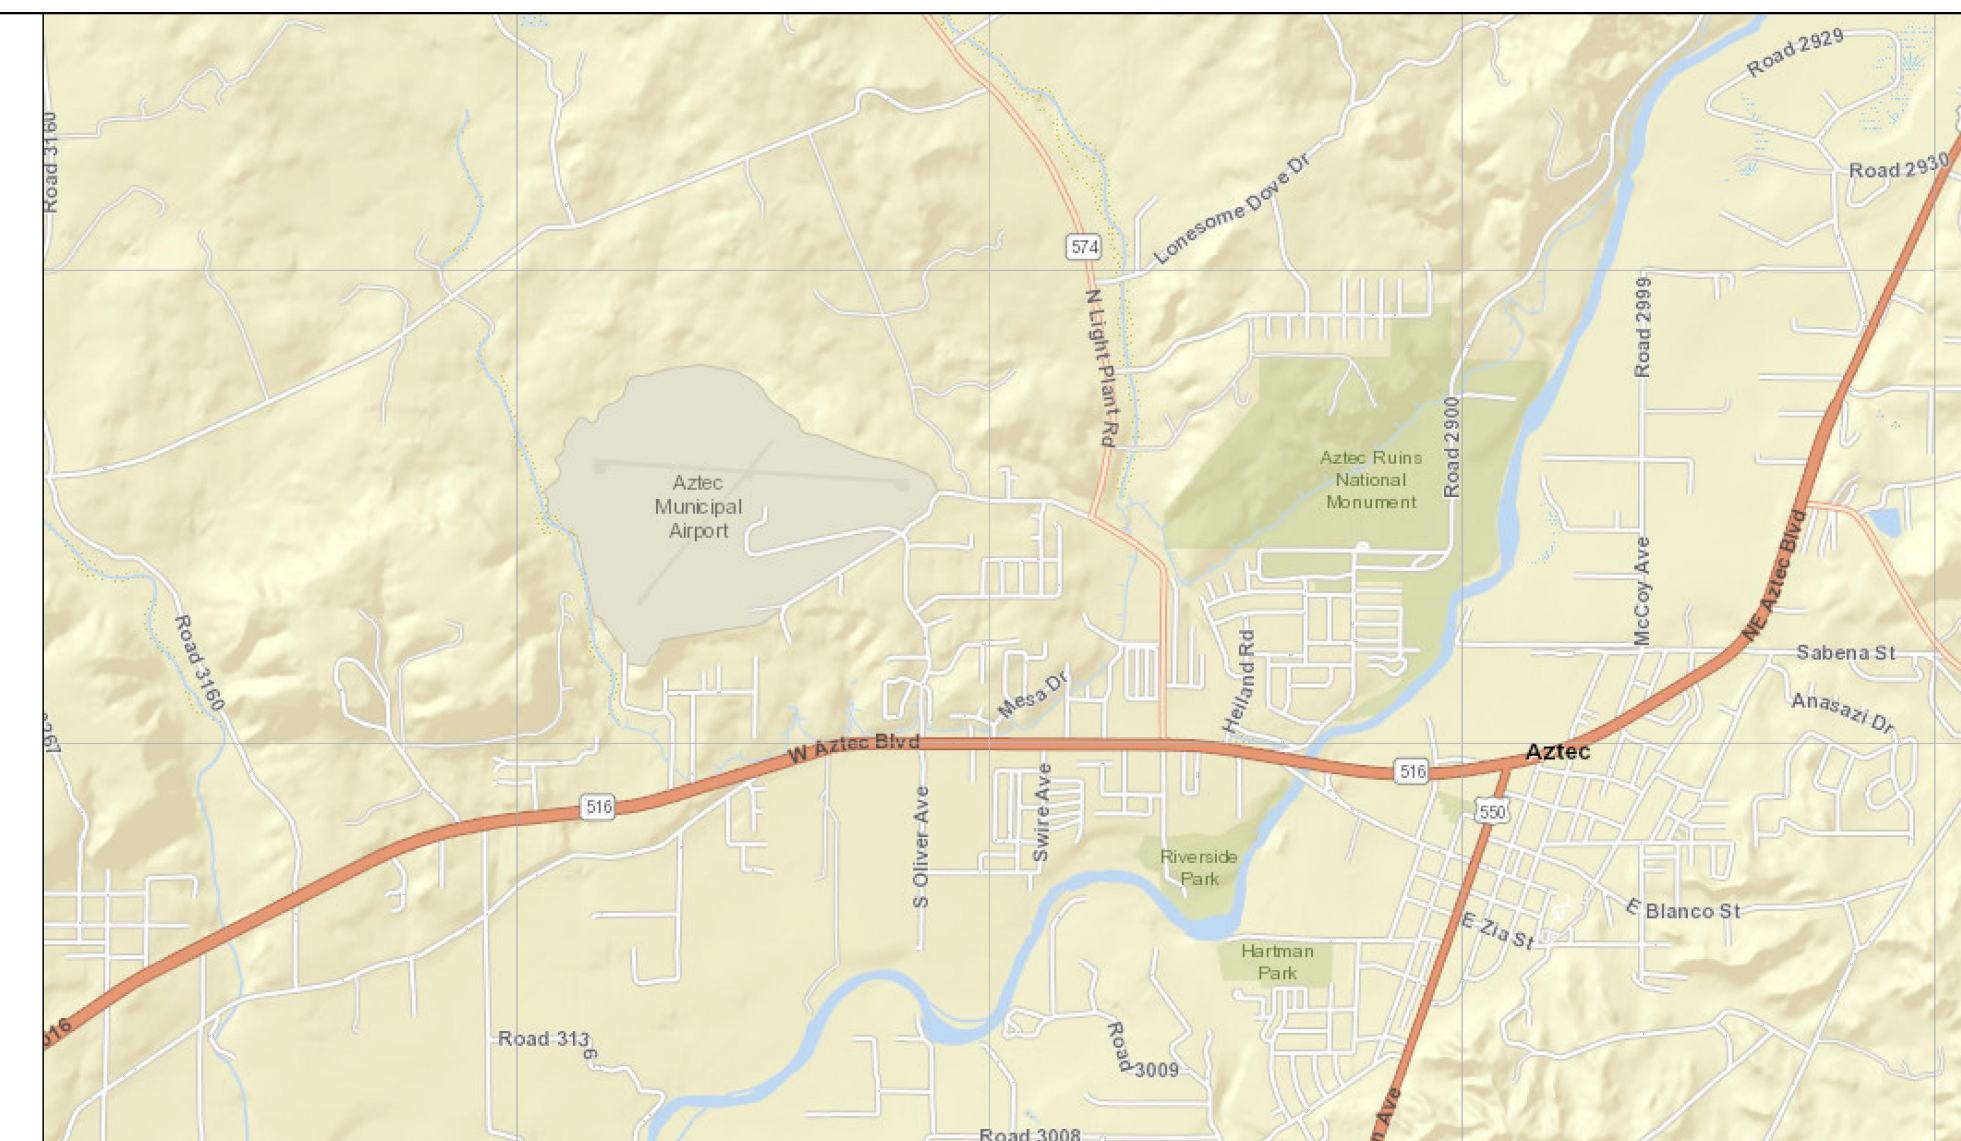 Road 2929
Road 3160
Road 2930
Lonesome Dove Dr
574
N Light Plant Rd
Road 2999
Road 2900
Aztec Ruins
National
Monument
Aztec
Municipal
Airport
NE Aztec Blvd
McCoy Ave
Road 3160
Heiland Rd
Sabena St
Mesa Dr
Anasazi Dr
W Aztec Blvd
Aztec
516
516
550
S Oliver Ave
Swire Ave
Riverside
Park
E Blanco St
E Zia St
Hartman
Park
Road 3136
Road 3009
Road 3008